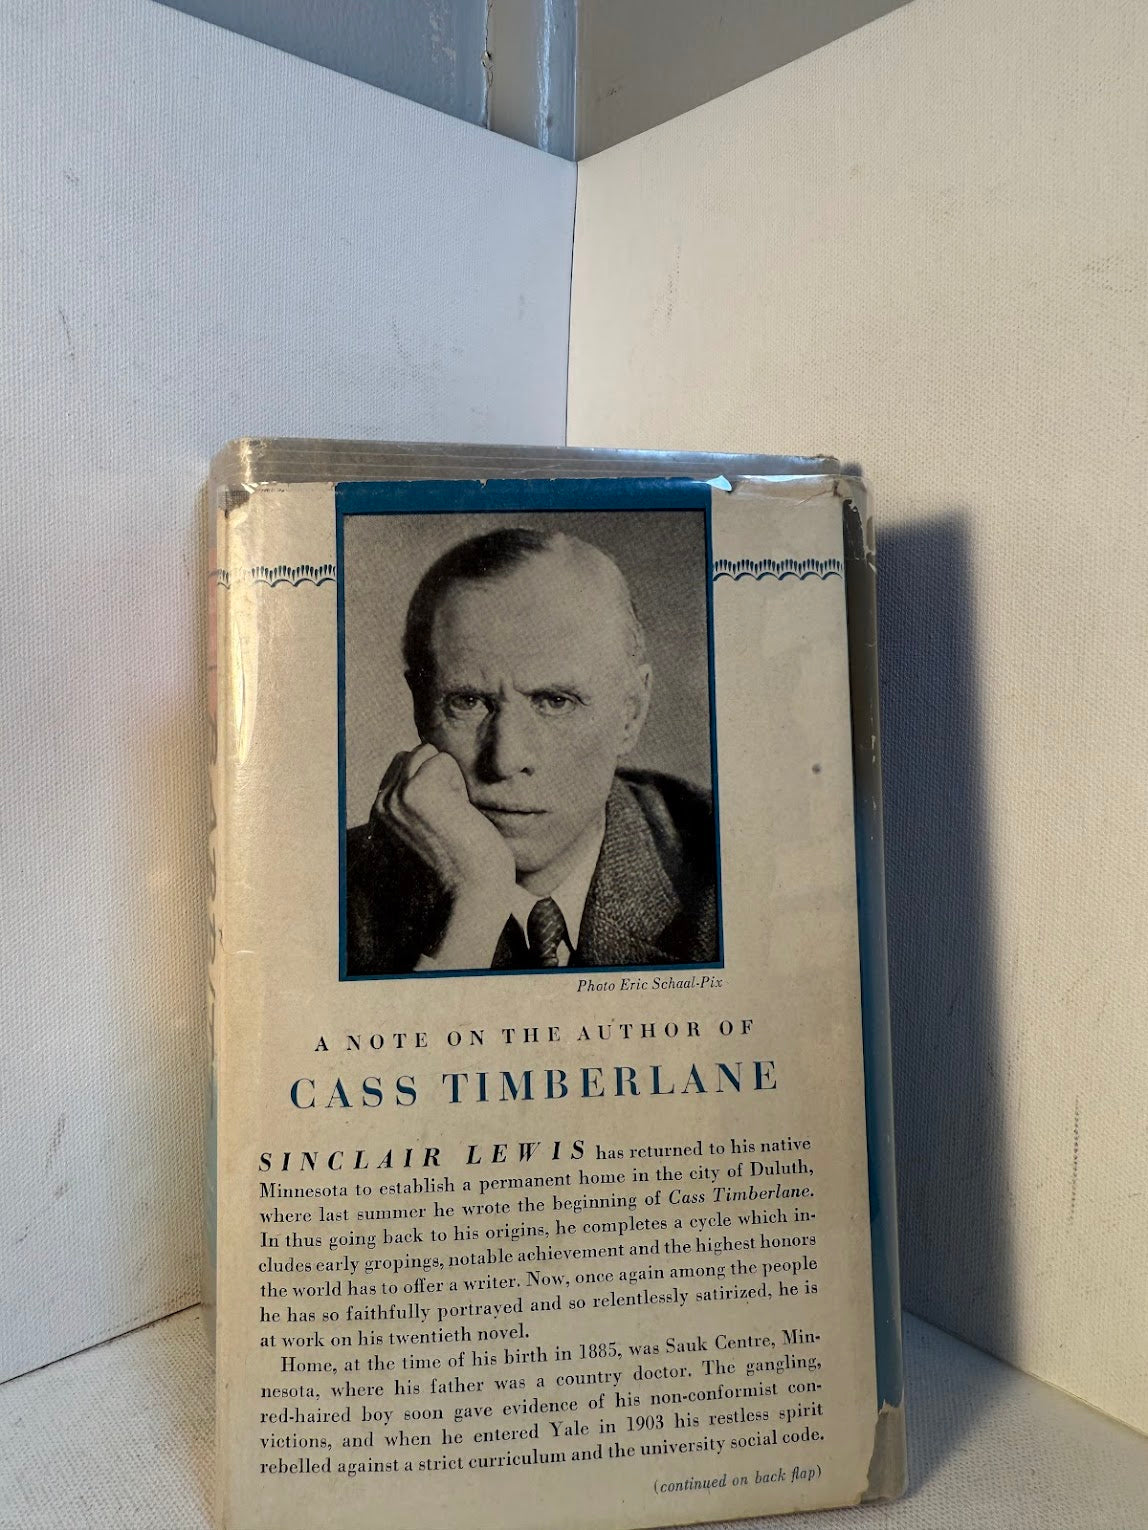 Photo Eric Schaal-Pix
A NOTE ON THE AUTHOR OF
CASS TIMBERLANE
SINCLAIR LEWIS has returned to his native
Minnesota to establish a permanent home in the city of Duluth,
where last summer he wrote the beginning of Cass Timberlane.
In thus going back to his origins, he completes a cycle which in-
cludes early gropings, notable achievement and the highest honors
the world has to offer a writer. Now, once again among the people
he has so faithfully portrayed and so relentlessly satirized, he is
at work on his twentieth novel.
Home, at the time of his birth in 1885, was Sauk Centre, Min-
nesota, where his father was a country doctor. The gangling,
red-haired boy soon gave evidence of his non-conformist con-
victions, and when he entered Yale in 1903 his restless spirit
rebelled against a strict curriculum and the university social code.
(continued on back flap)